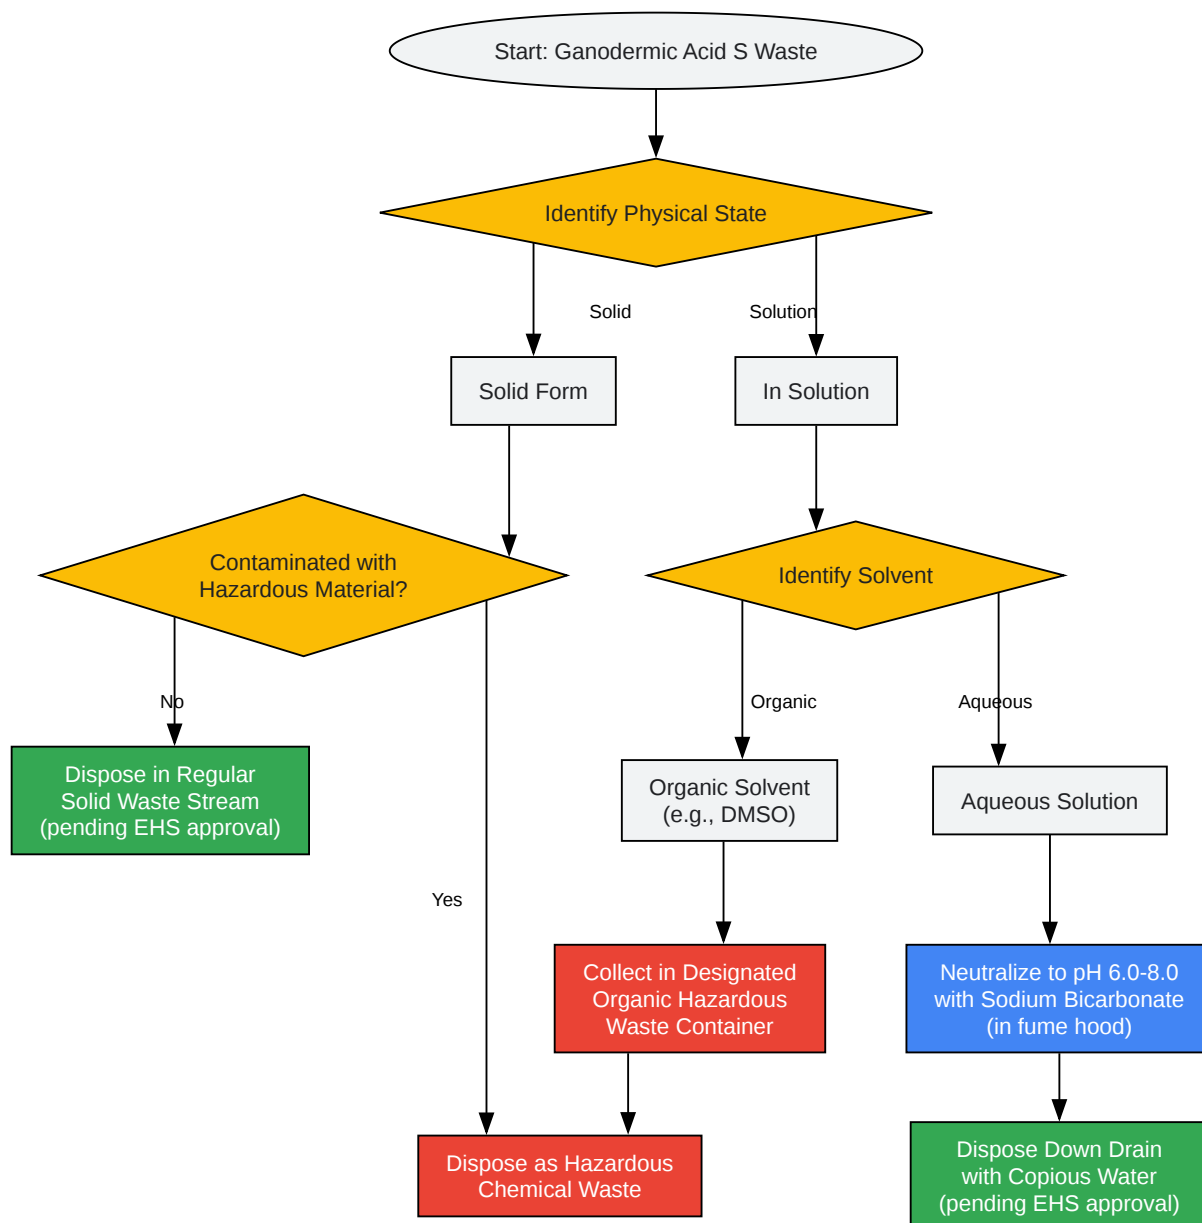 Start: Ganodermic Acid S Waste
Identify Physical State
Solid
Solution
Solid Form
In Solution
Contaminated with
Hazardous Material?
Identify Solvent
No
Organic
Aqueous
Dispose in Regular
Solid Waste Stream
(pending EHS approval)
Organic Solvent
(e.g., DMSO)
Aqueous Solution
Yes
Collect in Designated
Organic Hazardous
Waste Container
Neutralize to pH 6.0-8.0
with Sodium Bicarbonate
(in fume hood)
Dispose as Hazardous
Chemical Waste
Dispose Down Drain
with Copious Water
(pending EHS approval)